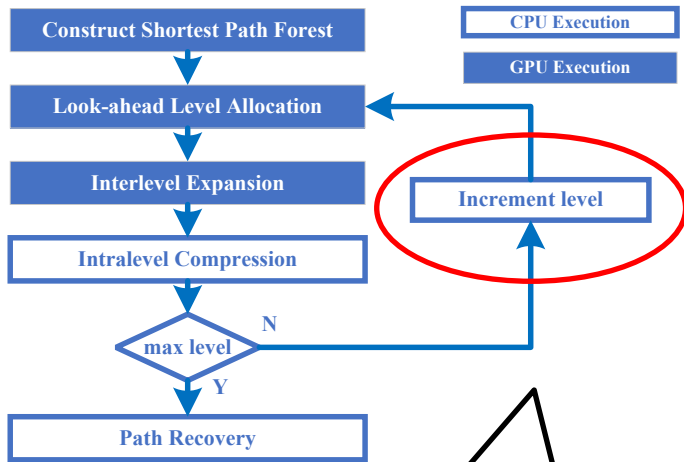 Construct Shortest Path Forest
CPU Execution
GPU Execution
Look-ahead Level Allocation
Interlevel Expansion
Increment level
Intralevel Compression
N
max level
Y
Path Recovery